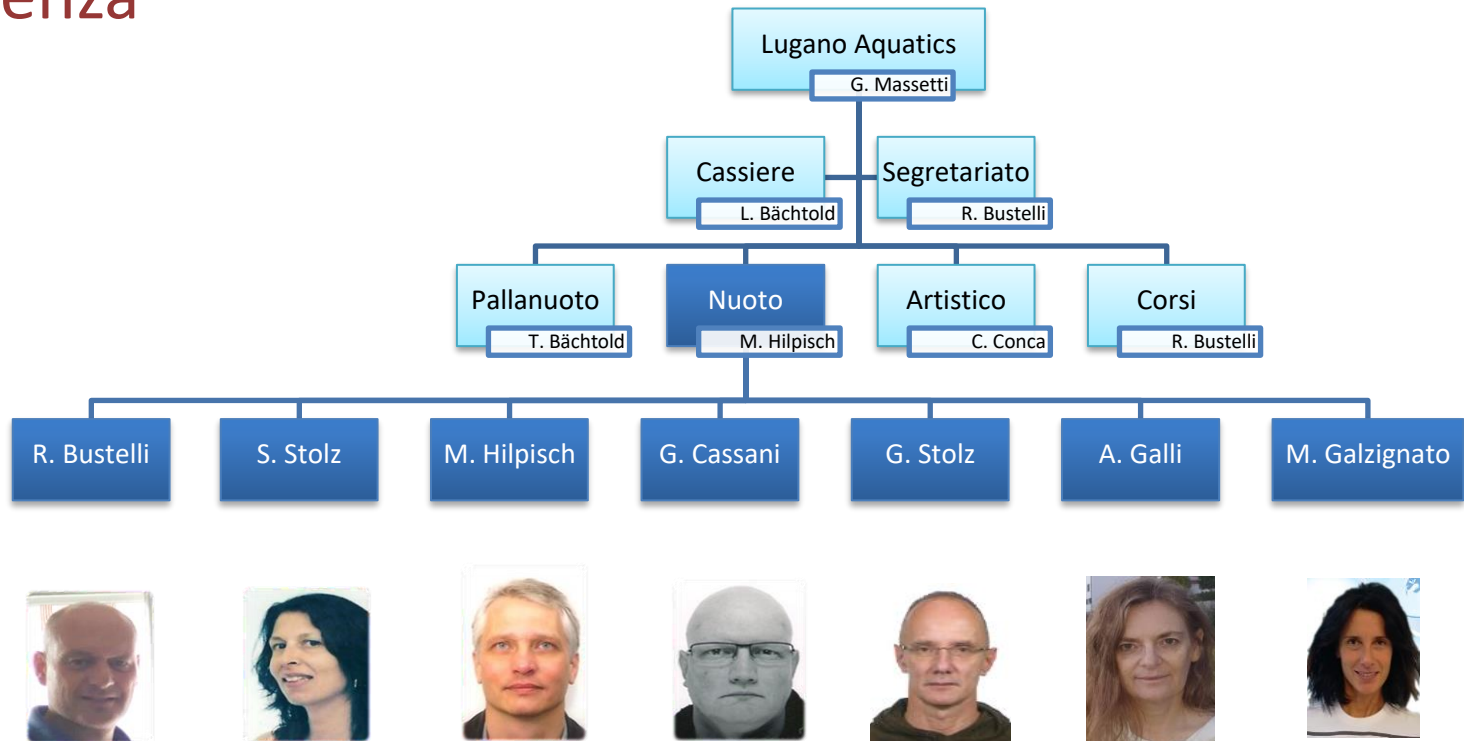 enza
Lugano Aquatics
G. Massetti
Cassiere
L. Bächtold
Segretariato
R. Bustelli
Pallanuoto
T. Bächtold
Nuoto
M. Hilpisch
Artistico
C. Conca
Corsi
R. Bustelli
R. Bustelli
S. Stolz
M. Hilpisch
G. Cassani
G. Stolz
A. Galli
M. Galzignato